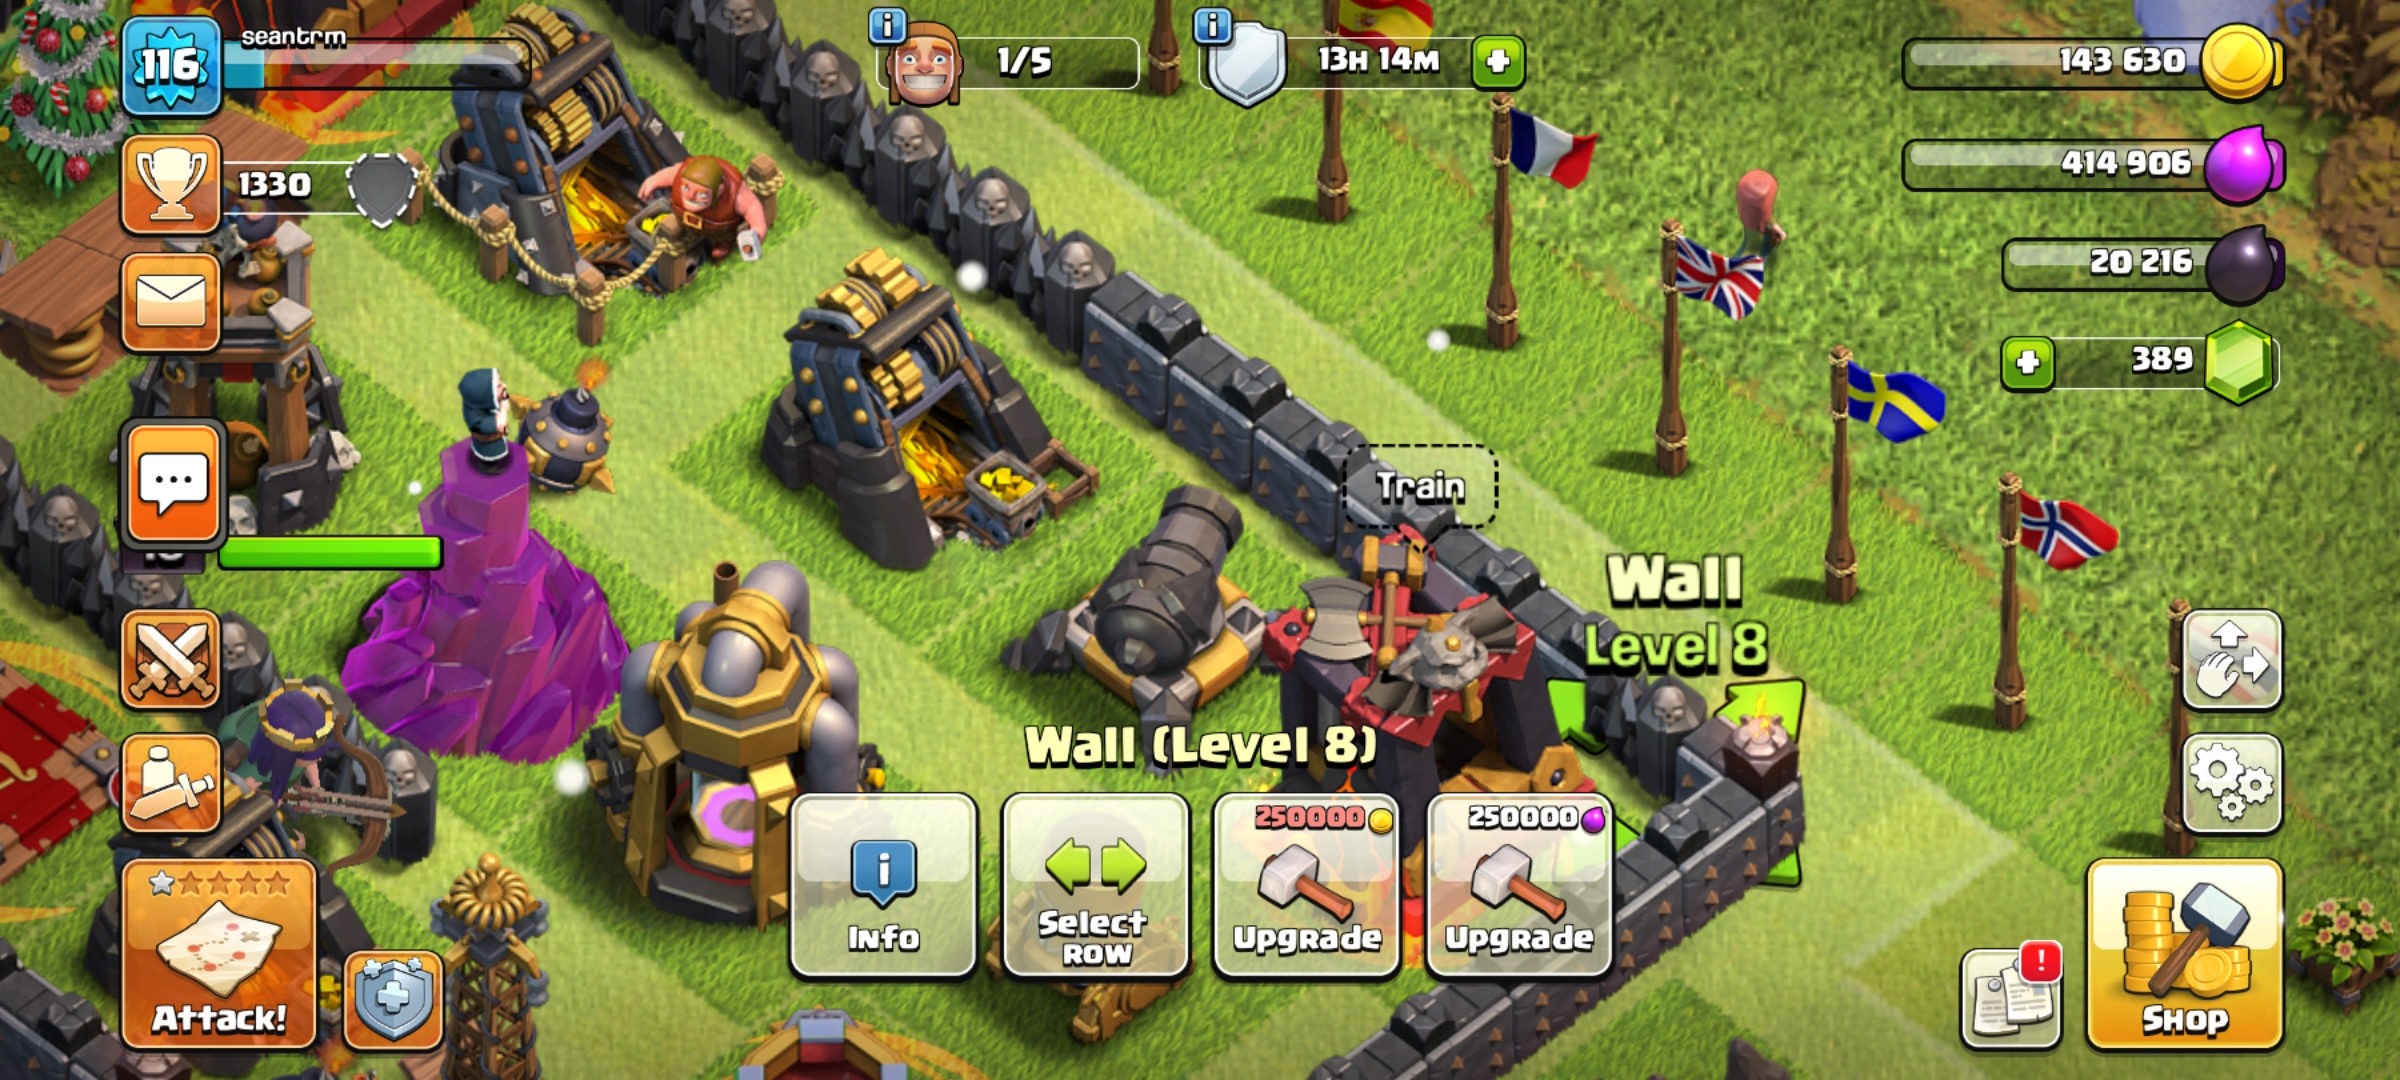 116
seantrm
1/5
13H 14M
143 630
1330
414 906
20 216
389
Train
Wall
Level 8
Wall (Level 8)
250000
250000
Info
Select
Row
Upgrade
Upgrade
Attack!
!
Shop